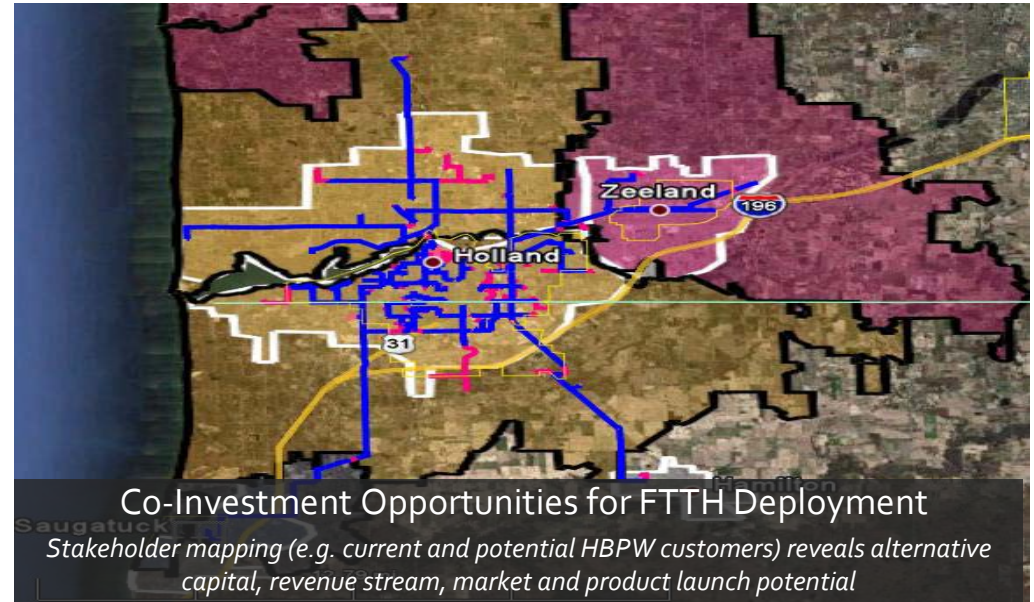 Zeeland
196
Holland
31
Hamilton
Co-Investment Opportunities for FTTH Deployment
Saugatuck
Stakeholder mapping (e.g. current and potential HBPW customers) reveals alternative
capital, revenue stream, market and product launch potential